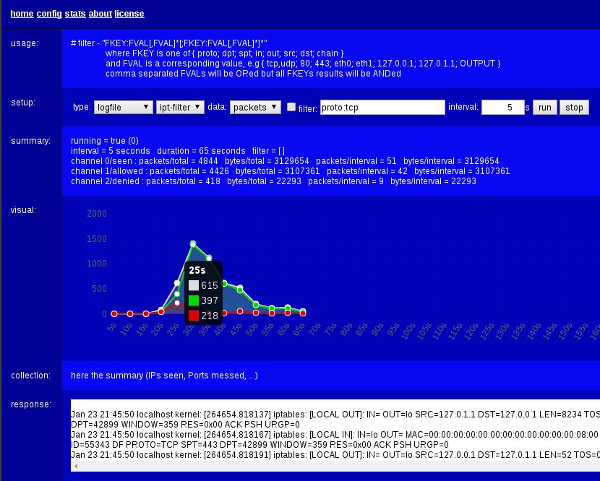 home config stats about license
usage:
# filter - "FKEY:FVAL[,FVAL]*[;FKEY:FVAL[,FVAL]*]*"
where FKEY is one of { proto; dpt; spt; in; out; src; dst; chain }
and FVAL is a corresponding value, e.g { tcp,udp; 80; 443; eth0; eth1; 127.0.0.1; 127.0.1.1; OUTPUT }
comma separated FVALs will be ORed but all FKEYs results will be ANDed
setup:
type: logfile ipt-filter data: packets filter: proto:tcp interval: 5 s run stop
summary:
running = true (0)
interval = 5 seconds duration = 65 seconds filter = [ ]
channel 0/seen : packets/total = 4844 bytes/total = 3129654 packets/interval = 51 bytes/interval = 3129654
channel 1/allowed : packets/total = 4426 bytes/total = 3107361 packets/interval = 42 bytes/interval = 3107361
channel 2/denied : packets/total = 418 bytes/total = 22293 packets/interval = 9 bytes/interval = 22293
visual:
2000
1500
1000
500
0
25s
615
397
218
5s 10s 15s 20s 25s 45s 50s 55s 60s 65s 70s 75s 80s 85s 90s 95s 100s 105s 110s 115s 120s 125s 130s 135s 140s 145s 150s 155s
collection:
here the summary (IPs seen, Ports messed, ...)
response:
Jan 23 21:45:50 localhost kernel: [264654.818137] iptables: [LOCAL OUT]: IN= OUT=lo SRC=127.0.1.1 DST=127.0.0.1 LEN=8234 TOS
DPT=42899 WINDOW=359 RES=0x00 ACK PSH URGP=0
Jan 23 21:45:50 localhost kernel: [264654.818167] iptables: [LOCAL IN]: IN=lo OUT= MAC=00:00:00:00:00:00:00:00:00:00:00:00:08:00
ID=55343 DF PROTO=TCP SPT=443 DPT=42899 WINDOW=359 RES=0x00 ACK PSH URGP=0
Jan 23 21:45:50 localhost kernel: [264654.818191] iptables: [LOCAL OUT]: IN= OUT=lo SRC=127.0.0.1 DST=127.0.1.1 LEN=52 TOS=0